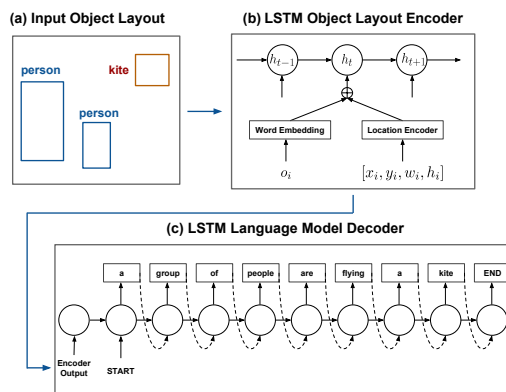 (a) Input Object Layout
person
kite
person
(b) LSTM Object Layout Encoder
h_{t-1}
h_t
h_{t+1}
⊕
Word Embedding
Location Encoder
o_i
[x_i, y_i, w_i, h_i]
(c) LSTM Language Model Decoder
a group of people are flying a kite END
Encoder
Output
START